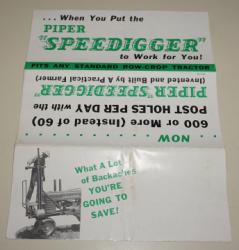 ... When You Put the
PIPER
"SPEEDIGGER"
to Work for You!
FITS ANY STANDARD ROW-CROP TRACTOR
NOW . . .
600 or More (Instead of 60)
POST HOLES PER DAY with the
PIPER "SPEEDIGGER"
(Invented and Built by A Practical Farmer)
What A Lot
of Backaches
YOU'RE
GOING TO
SAVE!